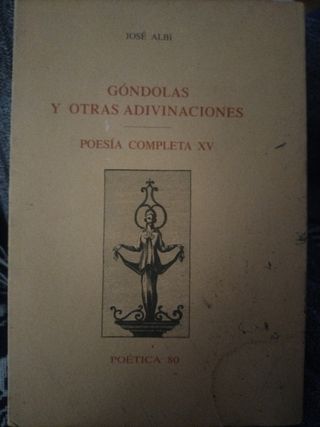 JOSÉ ALBI
GÓNDOLAS
Y OTRAS ADIVINACIONES
POESÍA COMPLETA XV
POÉTICA 80